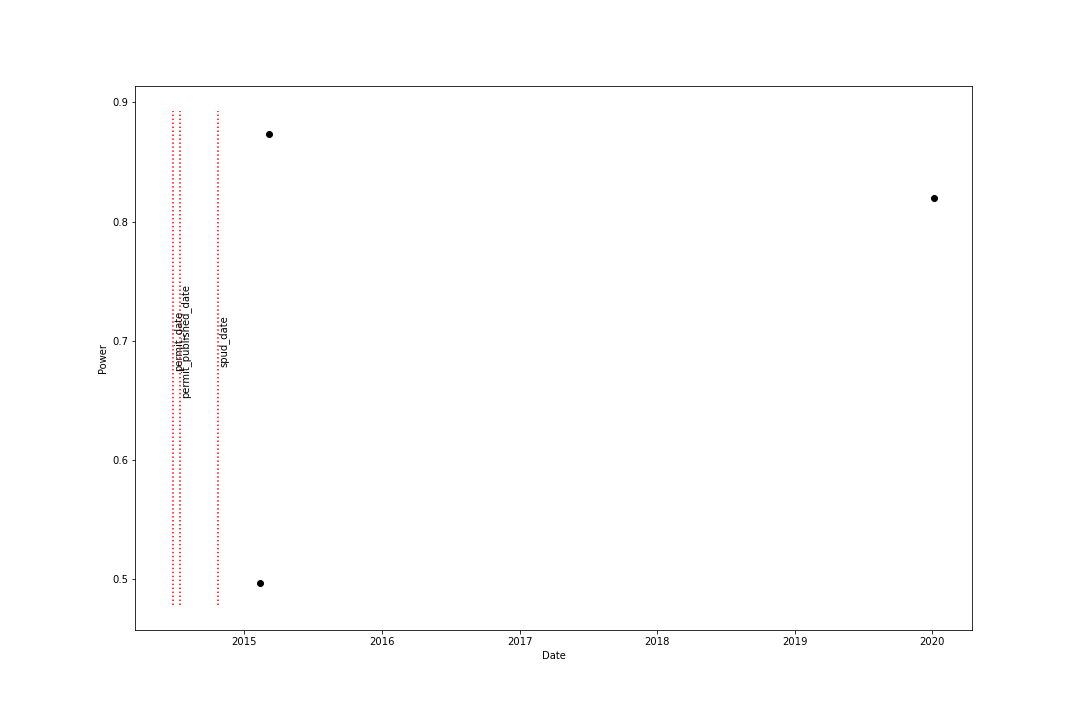 0.9
0.8
0.7
0.6
0.5
Power
permit_date
permit_published_date
spud_date
2015 2016 2017 2018 2019 2020
Date